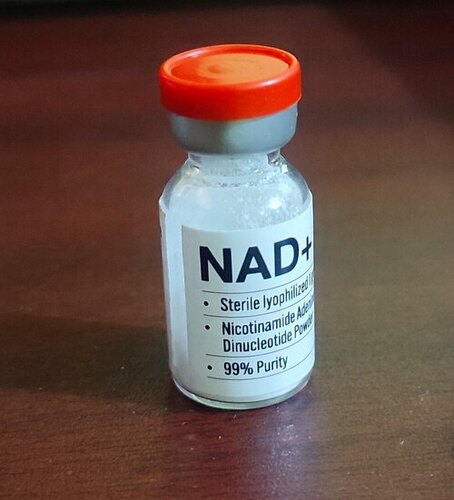 NAD+
• Sterile lyophilized
• Nicotinamide
Dinucleotide
• 99% Purity